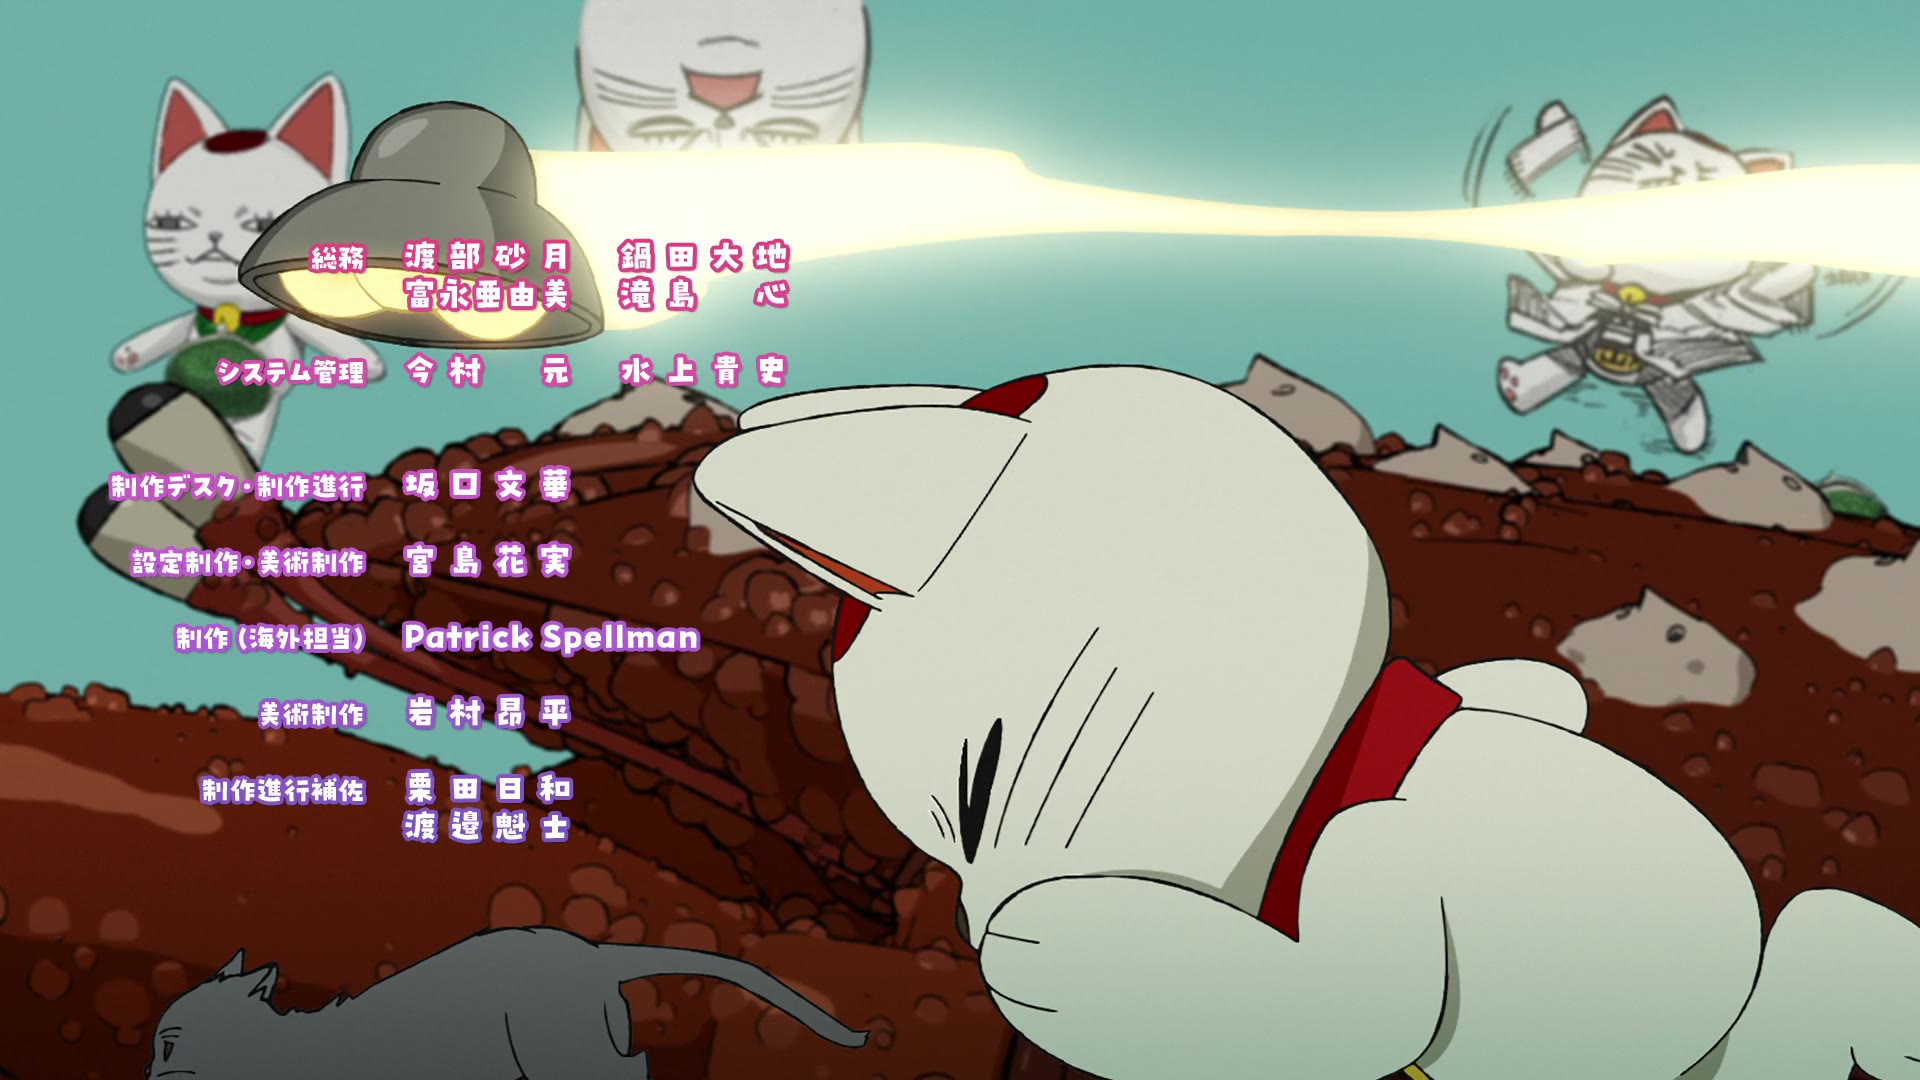 総務 渡部砂月 鍋田大地
富永亜由美 滝島 心
システム管理 今村 元 水上貴史
制作デスク・制作進行 坂口文華
設定制作・美術制作 宮島花実
制作(海外担当) Patrick Spellman
美術制作 岩村昂平
制作進行補佐 栗田日和
渡邉魁士